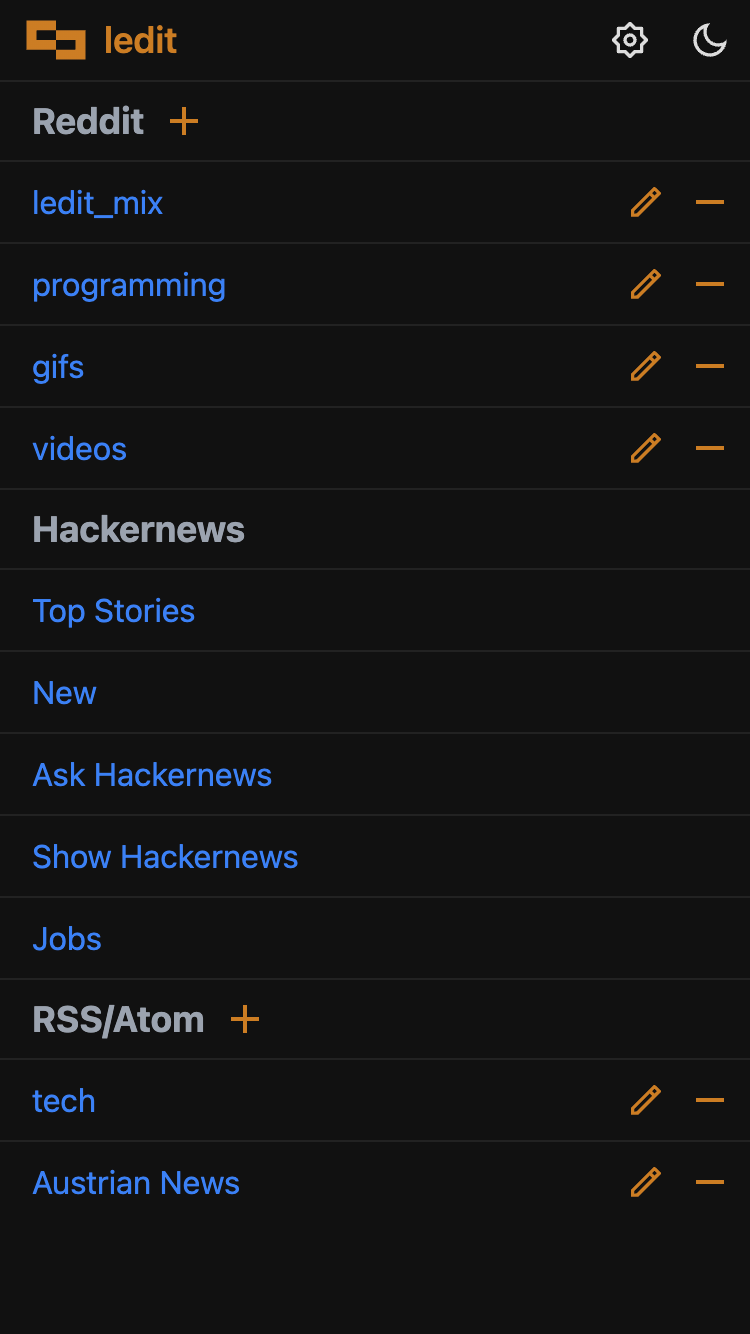 ledit
Reddit
ledit_mix
programming
gifs
videos
Hackernews
Top Stories
New
Ask Hackernews
Show Hackernews
Jobs
RSS/Atom
tech
Austrian News